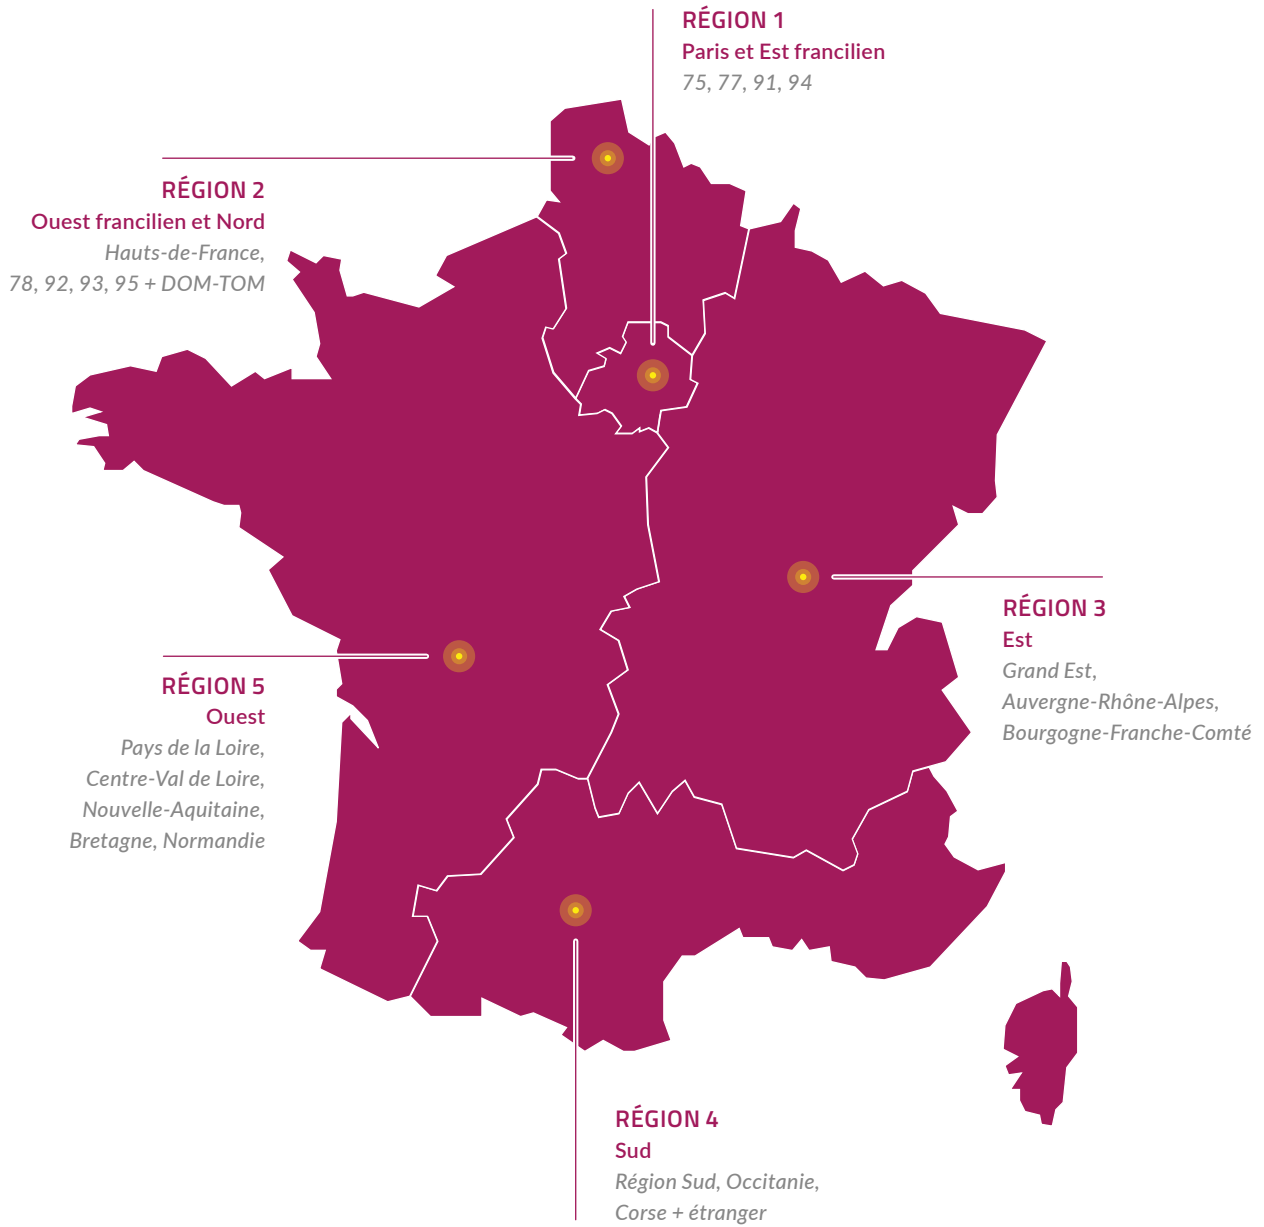 RÉGION 1
Paris et Est francilien
75, 77, 91, 94
RÉGION 2
Ouest francilien et Nord
Hauts-de-France,
78, 92, 93, 95 + DOM-TOM
RÉGION 3
Est
Grand Est,
Auvergne-Rhône-Alpes,
Bourgogne-Franche-Comté
RÉGION 5
Ouest
Pays de la Loire,
Centre-Val de Loire,
Nouvelle-Aquitaine,
Bretagne, Normandie
RÉGION 4
Sud
Région Sud, Occitanie,
Corse + étranger